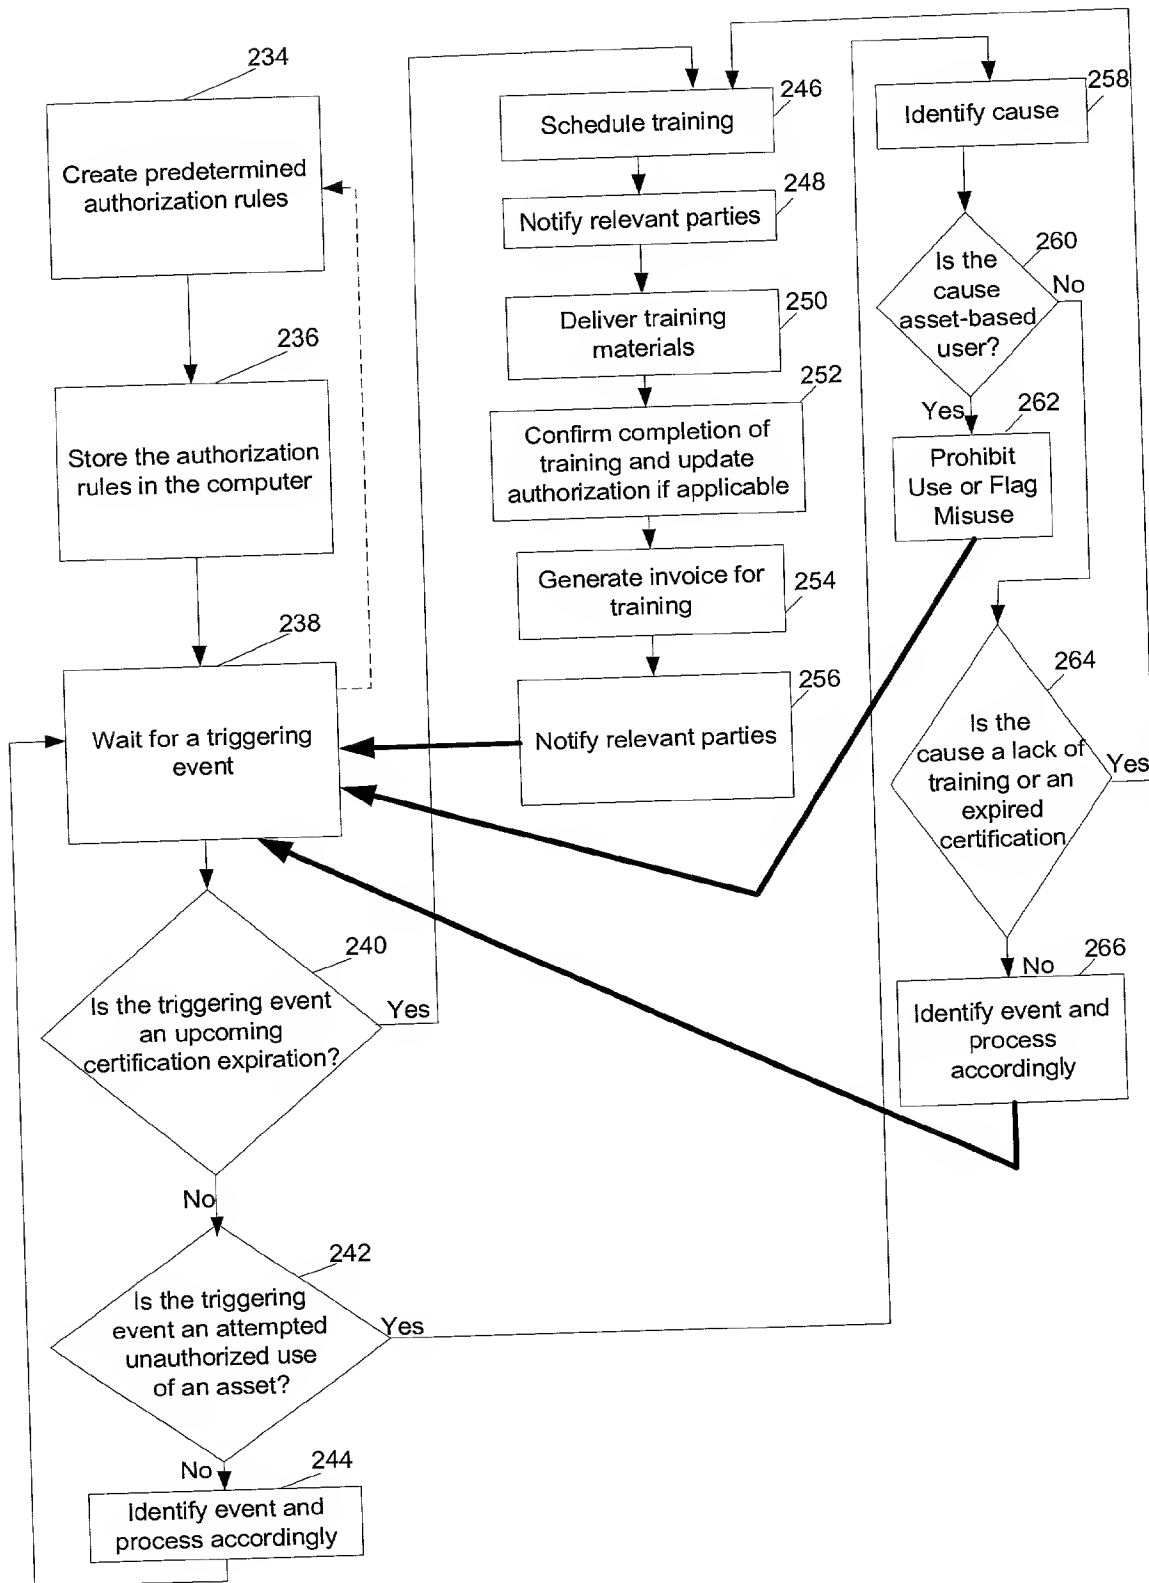 234
Create predetermined
authorization rules
236
Store the authorization
rules in the computer
238
Wait for a triggering
event
240
Is the triggering event
an upcoming
certification expiration?
Yes
No
242
Is the triggering
event an attempted
unauthorized use
of an asset?
Yes
No
244
Identify event and
process accordingly
246
Schedule training
248
Notify relevant parties
250
Deliver training
materials
252
Confirm completion of
training and update
authorization if applicable
254
Generate invoice for
training
256
Notify relevant parties
258
Identify cause
260
Is the
cause
asset-based
user?
No
Yes
262
Prohibit
Use or Flag
Misuse
264
Is the
cause a lack of
training or an
expired
certification
Yes
No
266
Identify event and
process
accordingly